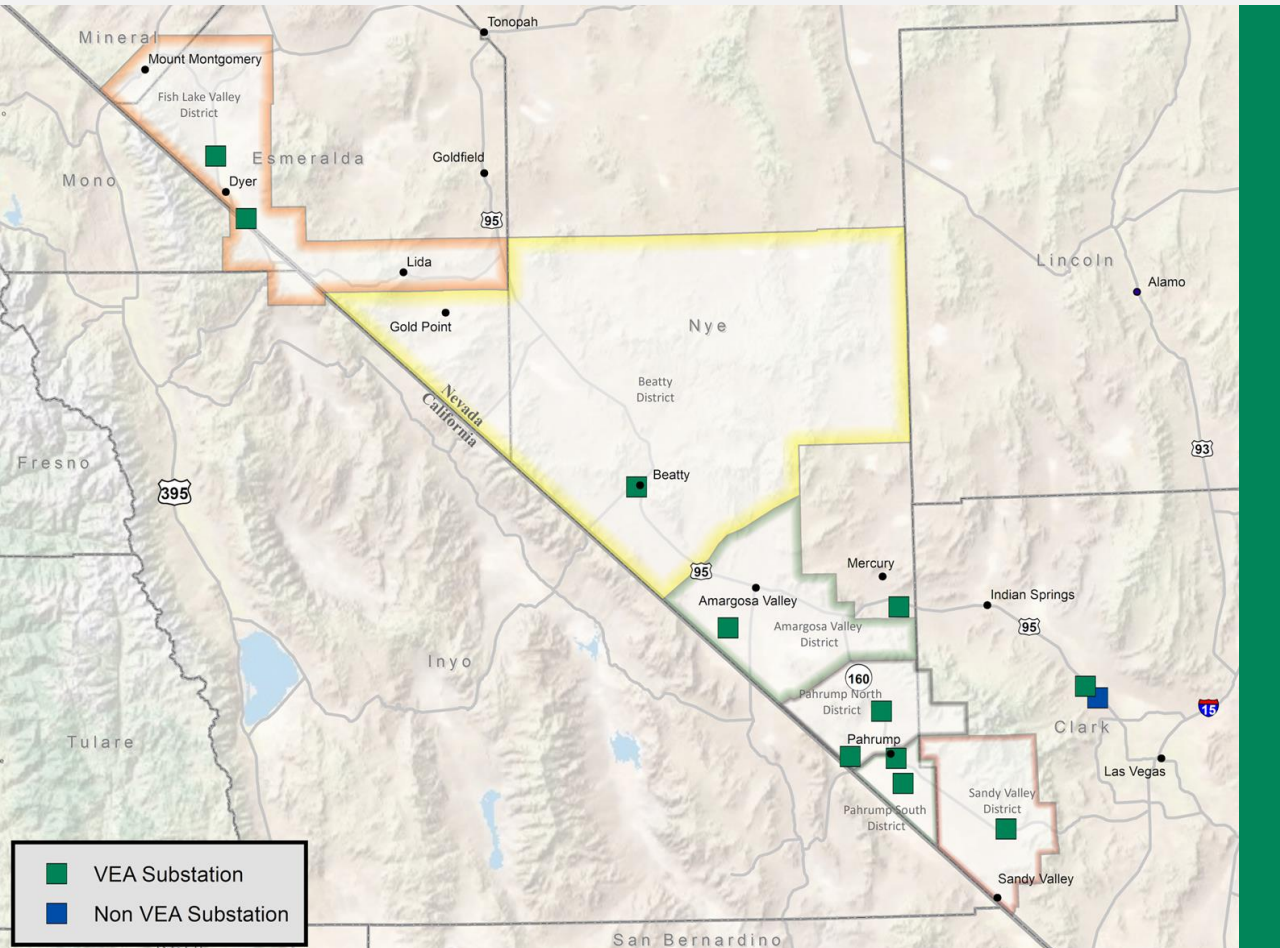 Tonopah
Mineral
Mount Montgomery
Fish Lake Valley
District
Goldfield
Esmeralda
Mono
Dyer
95
Lida
Lincoln
Alamo
Gold Point
Nye
Beatty
District
Nevada
California
93
Fresno
395
Beatty
Mercury
95
Amargosa Valley
Indian Springs
95
Amargosa Valley
District
Inyo
160
Pahrump North
District
15
Clark
Tulare
Pahrump
Las Vegas
Sandy Valley
District
Pahrump South
District
VEA Substation
Sandy Valley
Non VEA Substation
San Bernardino